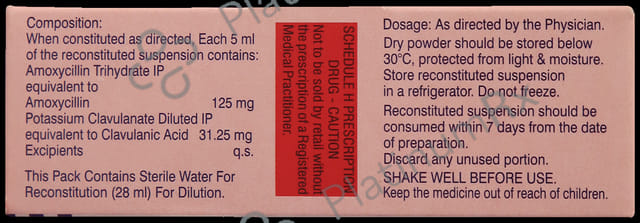 Composition:
When constituted as directed, Each 5 ml
of the reconstituted suspension contains:
Amoxycillin Trihydrate IP
equivalent to
Amoxycillin 125 mg
Potassium Clavulanate Diluted IP
equivalent to Clavulanic Acid 31.25 mg
Excipients q.s.
This Pack Contains Sterile Water For
Reconstitution (28 ml) For Dilution.
SCHEDULE H PRESCRIPTION
DRUG - CAUTION
Not to be sold by retail without
the prescription of a Registered
Medical Practitioner.
Dosage: As directed by the Physician.
Dry powder should be stored below
30°C, protected from light & moisture.
Store reconstituted suspension
in a refrigerator. Do not freeze.
Reconstituted suspension should be
consumed within 7 days from the date
of preparation.
Discard any unused portion.
SHAKE WELL BEFORE USE.
Keep the medicine out of reach of children.
PlatinumRx